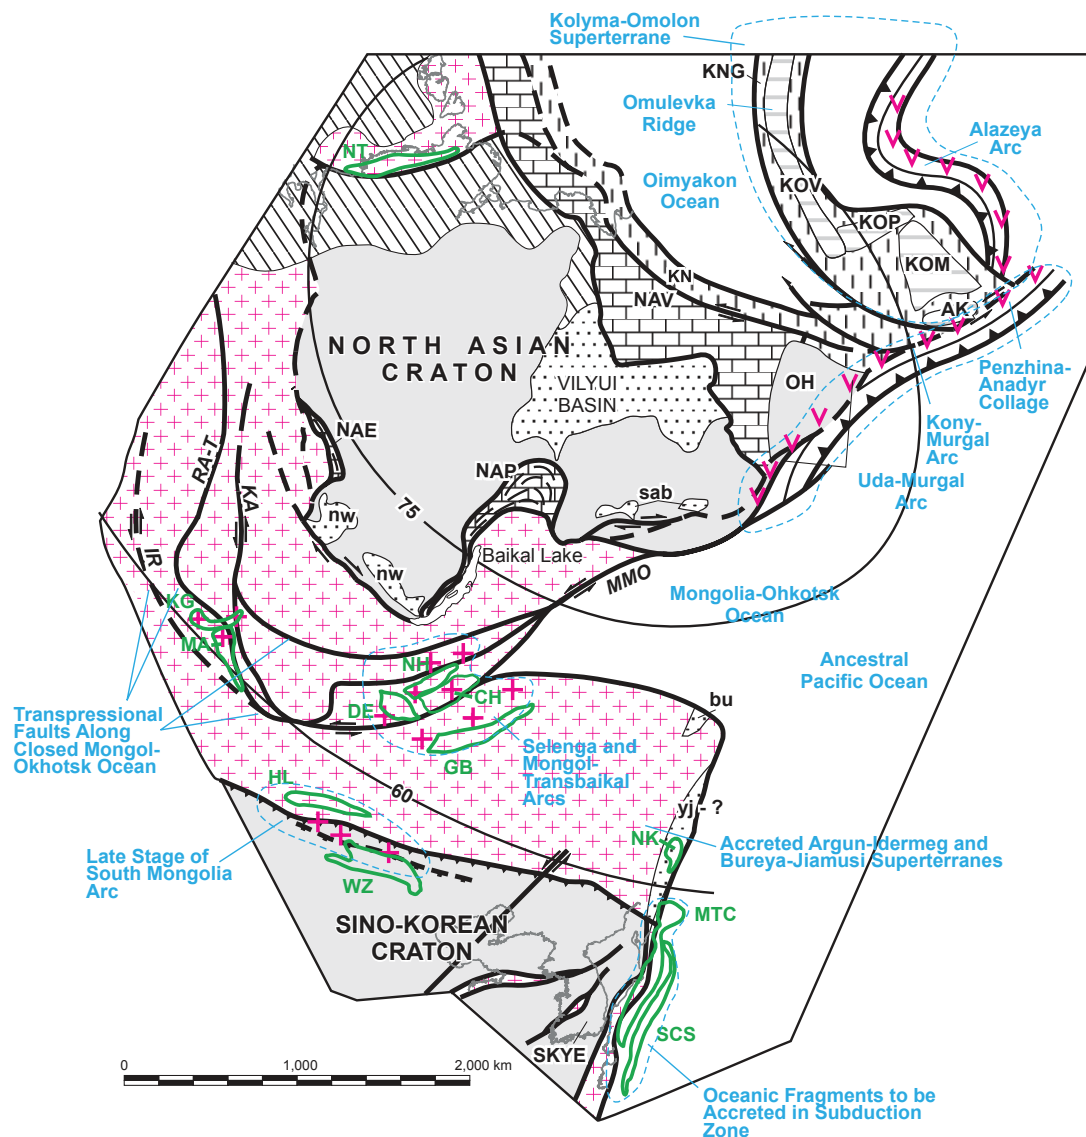 Kolyma-Omolon
Superterrane
KNG
Omulevka
Ridge
Alazeya
Arc
NT
Oimyakon
Ocean
KOV
KOP
KOM
KN
NAV
AK
NORTH ASIAN
CRATON
VILYUI
BASIN
OH
Penzhina-
Anadyr
Collage
Kony-
Murgal
Arc
NAE
RA-T
NAP
Uda-Murgal
Arc
KA
75
sab
nw
nw
Baikal Lake
IR
MMO
Mongolia-Ohkotsk
Ocean
KG
MA
NH
Ancestral
Pacific Ocean
DE
CH
bu
Transpressional
Faults Along
Closed Mongol-
Okhotsk Ocean
GB
Selenga and
Mongol-
Transbaikal
Arcs
HL
60
yj - ?
NK
Accreted Argun-Idermeg and
Bureya-Jiamusi Superterranes
Late Stage of
South Mongolia
Arc
WZ
MTC
SINO-KOREAN
CRATON
SCS
SKYE
0 1,000 2,000 km
Oceanic Fragments to be
Accreted in Subduction
Zone